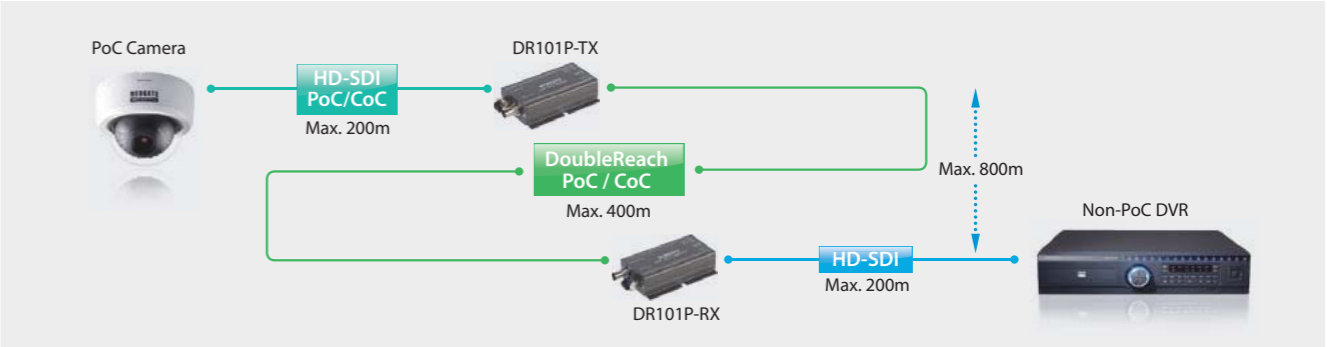 PoC Camera
DR101P-TX
HD-SDI
PoC/CoC
Max. 200m
DoubleReach
PoC / CoC
Max. 400m
Max. 800m
Non-PoC DVR
HD-SDI
Max. 200m
DR101P-RX